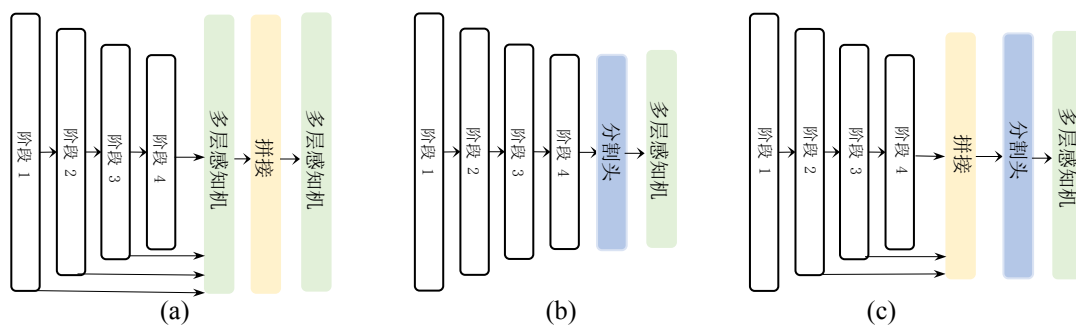 阶段 1
阶段 2
阶段 3
阶段 4
多层感知机
拼接
多层感知机
(a)
阶段 1
阶段 2
阶段 3
阶段 4
分割头
多层感知机
(b)
阶段 1
阶段 2
阶段 3
阶段 4
拼接
分割头
多层感知机
(c)